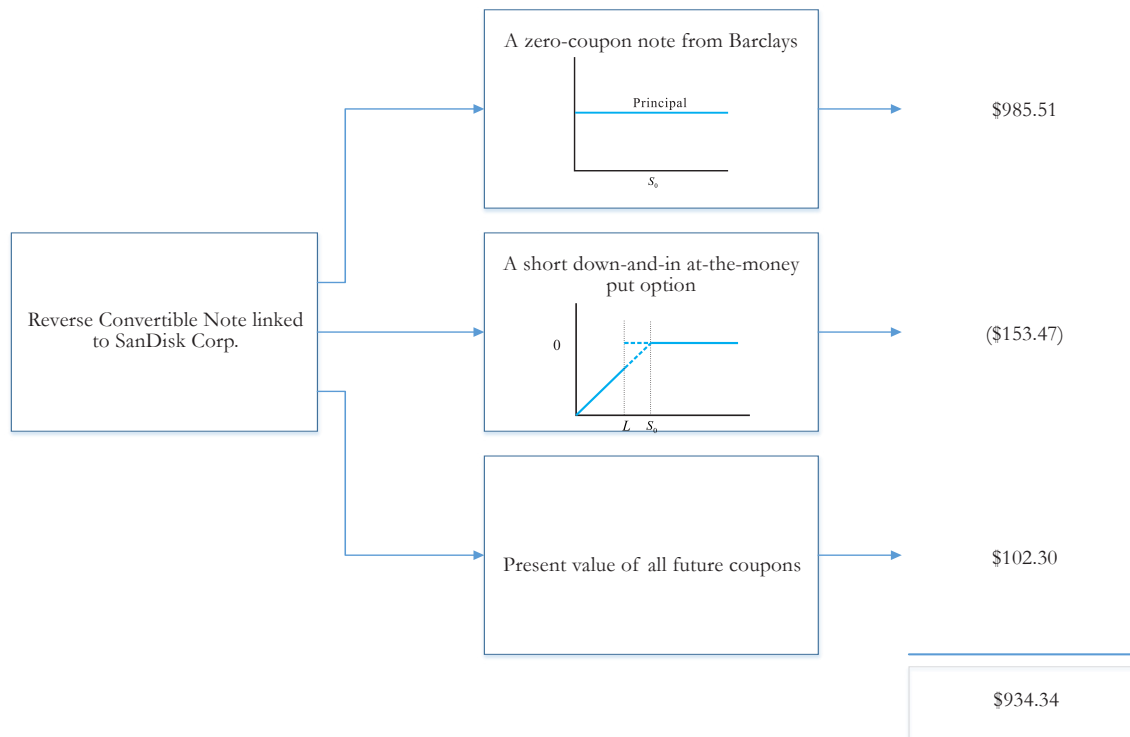 A zero-coupon note from Barclays
Principal
S₀
$985.51
Reverse Convertible Note linked
to SanDisk Corp.
A short down-and-in at-the-money
put option
0
L S₀
($153.47)
Present value of all future coupons
$102.30
$934.34